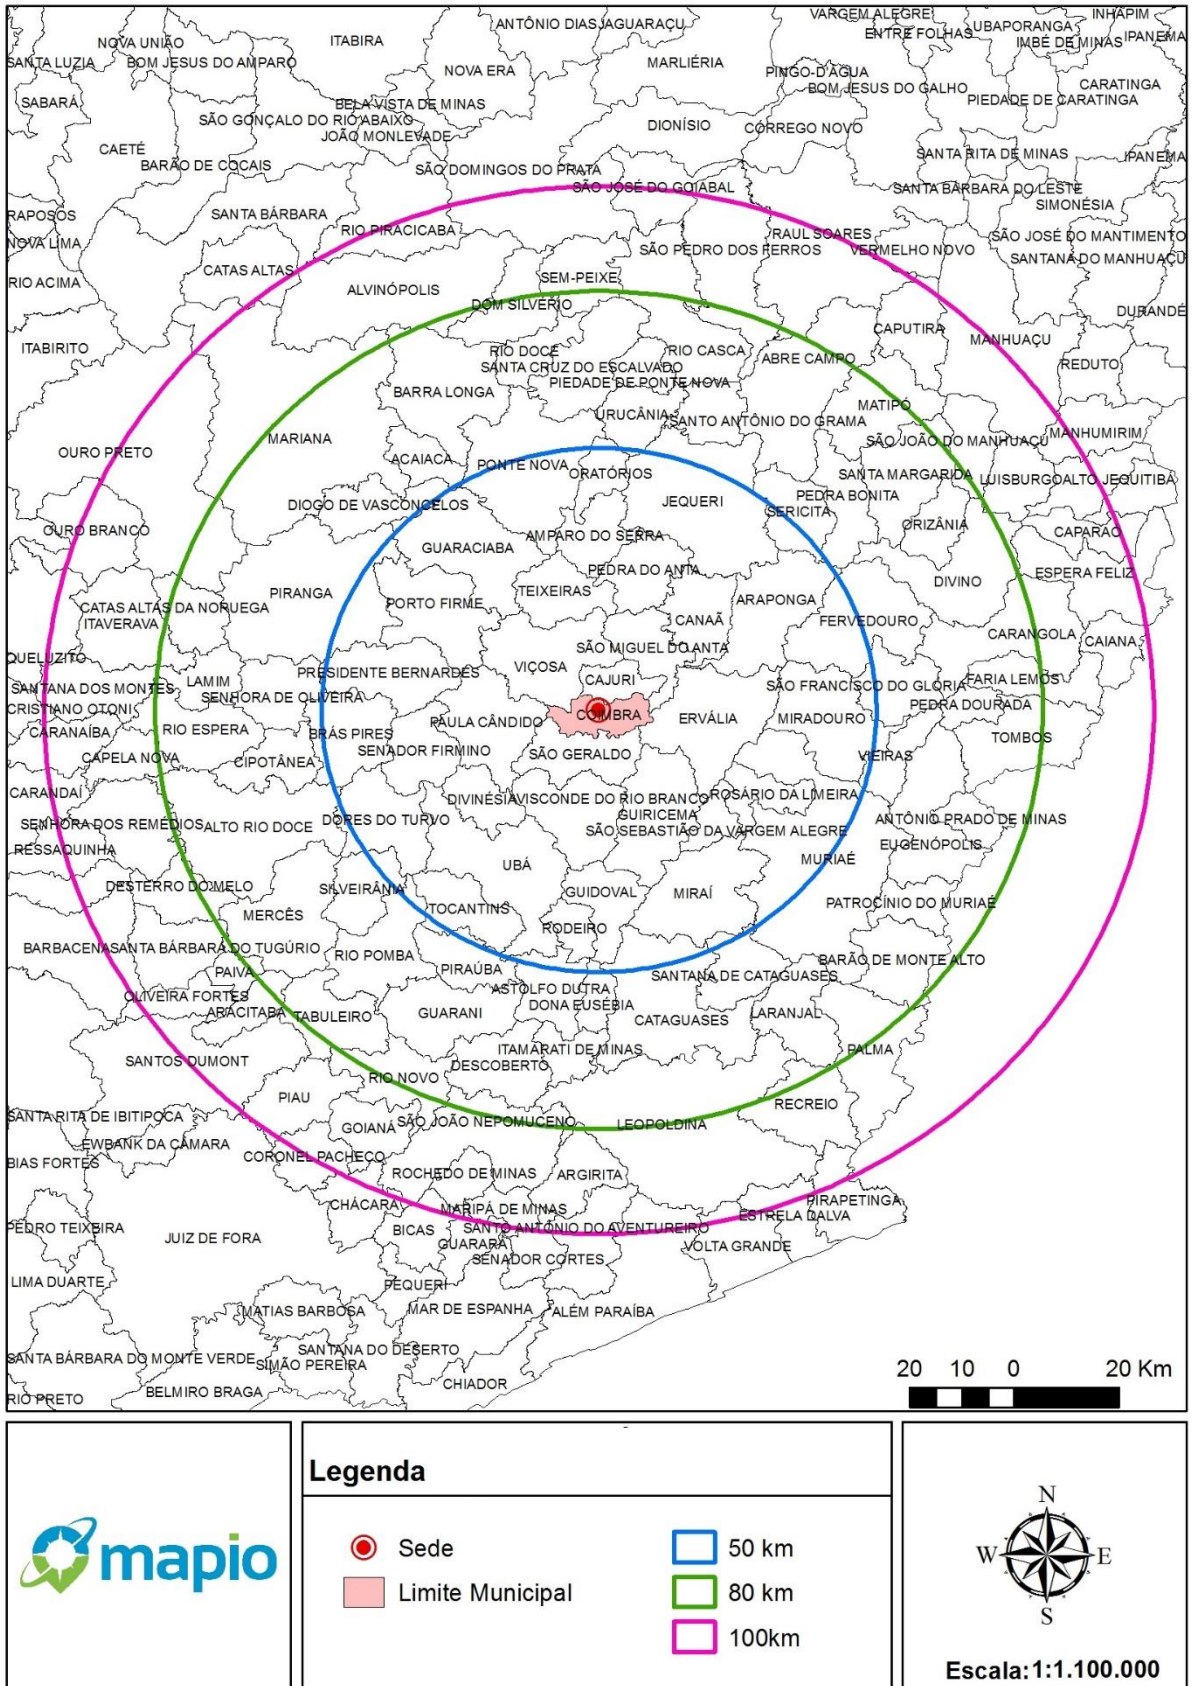 VARGEM ALEGRE
INHAPIM
ANTÔNIO DIAS
JAGUARAÇU
ENTRE FOLHAS
UBAPORANGA
IPANEMA
NOVA UNIÃO
ITABIRA
IMBÉ DE MINAS
SANTA LUZIA
BOM JESUS DO AMPARO
NOVA ERA
MARLIÉRIA
PINGO-D'ÁGUA
BOM JESUS DO GALHO
CARATINGA
PIEDADE DE CARATINGA
SABARÁ
BELA VISTA DE MINAS
SÃO GONÇALO DO RIO ABAIXO
JOÃO MONLEVADE
DIONÍSIO
CÓRREGO NOVO
CAETÉ
BARÃO DE COCAIS
SANTA RITA DE MINAS
IPANEMA
SÃO DOMINGOS DO PRATA
SÃO JOSÉ DO GOIABAL
SANTA BÁRBARA DO LESTE
SIMONÉSIA
RAPOSOS
SANTA BÁRBARA
RIO PIRACICABA
RAUL SOARES
SÃO JOSÉ DO MANTIMENTO
NOVA LIMA
SÃO PEDRO DOS FERROS
VERMELHO NOVO
SANTANA DO MANHUAÇU
RIO ACIMA
CATAS ALTAS
ALVINÓPOLIS
SEM-PEIXE
DOM SILVÉRIO
DURANDÉ
ITABIRITO
CAPUTIRA
MANHUAÇU
RIO DOCE
RIO CASCA
ABRE CAMPO
REDUTO
SANTA CRUZ DO ESCALVADO
PIEDADE DE PONTE NOVA
BARRA LONGA
MATIPÓ
URUCÂNIA
SANTO ANTÔNIO DO GRAMA
OURO PRETO
MARIANA
SÃO JOÃO DO MANHUAÇU
MANHUMIRIM
ACAIACA
PONTE NOVA
ORATÓRIOS
SANTA MARGARIDA
LUISBURGO
ALTO JEQUITIBA
DIOGO DE VASCONCELOS
JEQUERI
PEDRA BONITA
SERICITA
OURO BRANCO
ORIZÂNIA
CAPARAÓ
GUARACIABA
AMPARO DO SERRA
PEDRA DO ANTA
ESPERA FELIZ
PIRANGA
PORTO FIRME
TEIXEIRAS
ARAPONGA
DIVINO
CATAS ALTAS DA NORUEGA
ITAVERAVA
CANAÃ
FERVEDOURO
CARANGOLA
CAIANA
QUELUZITO
SÃO MIGUEL DO ANTA
PRESIDENTE BERNARDES
VIÇOSA
CAJURI
SANTANA DOS MONTES
LAMIM
SENHORA DE OLIVEIRA
SÃO FRANCISCO DO GLÓRIA
FARIA LEMOS
CRISTIANO OTONI
COIMBRA
PEDRA DOURADA
CARANAÍBA
RIO ESPERA
BRÁS PIRES
PAULA CÂNDIDO
ERVÁLIA
MIRADOURO
TOMBOS
CAPELA NOVA
CIPOTÂNEA
SENADOR FIRMINO
SÃO GERALDO
VIEIRAS
CARANDAÍ
DIVINÉSIA
VISCONDE DO RIO BRANCO
ROSÁRIO DA LIMEIRA
GUIRICEMA
SENHORA DOS REMÉDIOS
ALTO RIO DOCE
DORES DO TURVO
SÃO SEBASTIÃO DA VARGEM ALEGRE
ANTÔNIO PRADO DE MINAS
RESSAQUINHA
EUGENÓPOLIS
UBÁ
MURIAÉ
DESTERRO DO MELO
SILVEIRÂNIA
GUIDOVAL
MIRAÍ
MERCÊS
TOCANTINS
PATROCÍNIO DO MURIAÉ
RODEIRO
BARBACENA
SANTA BÁRBARA DO TUGÚRIO
RIO POMBA
PAIVA
PIRAÚBA
SANTANA DE CATAGUASES
BARÃO DE MONTE ALTO
OLIVEIRA FORTES
ASTOLFO DUTRA
DONA EUSÉBIA
ARACITABA
TABULEIRO
GUARANI
CATAGUASES
LARANJAL
SANTOS DUMONT
ITAMARATI DE MINAS
DESCOBERTO
PALMA
RIO NOVO
PIAU
RECREIO
SANTA RITA DE IBITIPOCA
GOIANÁ
SÃO JOÃO NEPOMUCENO
LEOPOLDINA
EWBANK DA CÂMARA
CORONEL PACHECO
BIAS FORTES
ROCHEDO DE MINAS
ARGIRITA
CHÁCARA
MARIPÁ DE MINAS
PIRAPETINGA
ESTRELA DALVA
PEDRO TEIXEIRA
JUIZ DE FORA
BICAS
SANTO ANTÔNIO DO AVENTUREIRO
GUARARÁ
VOLTA GRANDE
SENADOR CORTES
LIMA DUARTE
PEQUERI
MATIAS BARBOSA
MAR DE ESPANHA
ALÉM PARAÍBA
SANTANA DO DESERTO
SANTA BÁRBARA DO MONTE VERDE
SIMÃO PEREIRA
CHIADOR
RIO PRETO
BELMIRO BRAGA
20 10 0 20 Km
mapio
Legenda
Sede
Limite Municipal
50 km
80 km
100km
N
W E
S
Escala:1:1.100.000